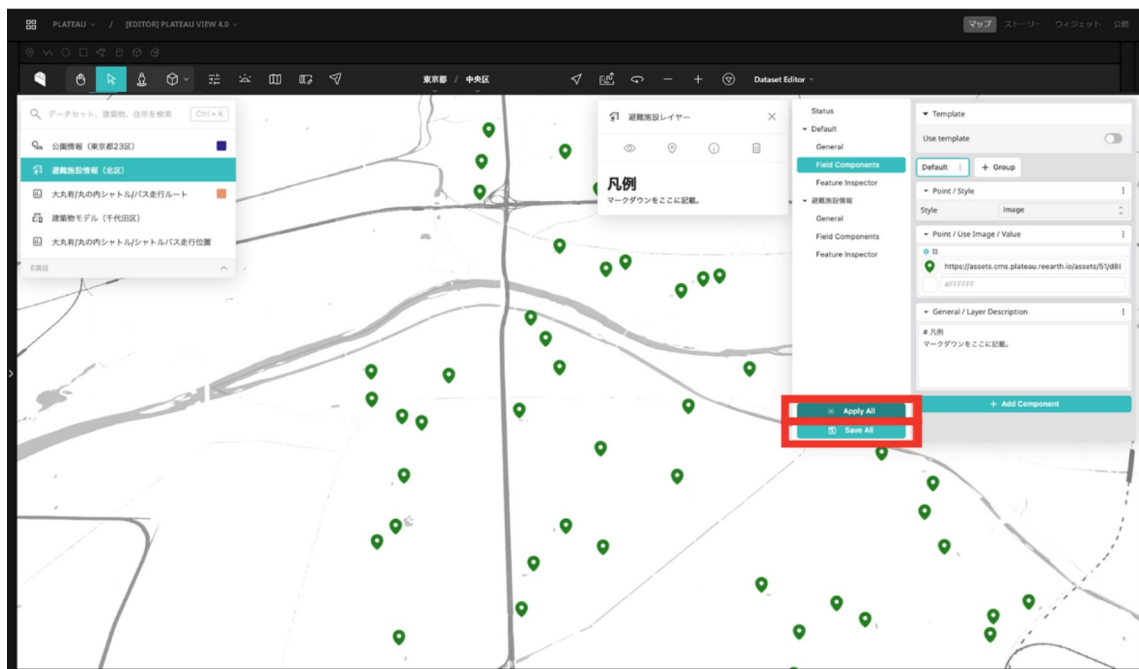 PLATEAU / [EDITOR] PLATEAU VIEW 4.0
マップ ストーリー ウィジェット 公開
東京都 / 中央区
Dataset Editor
データセット、建築物、住所を検索 Ctrl + K
公園情報（東京都23区）
避難施設情報（北区）
大丸有/丸の内シャトル/バス走行ルート
建築物モデル（千代田区）
大丸有/丸の内シャトル/シャトルバス走行位置
5項目
避難施設レイヤー
凡例
マークダウンをここに記載。
Status
Default
General
Field Components
Feature Inspector
避難施設情報
General
Field Components
Feature Inspector
Apply All
Save All
Template
Use template
Default
+ Group
Point / Style
Style Image
Point / Use Image / Value
https://assets.cms.plateau.reearth.io/assets/51/d8
#FFFFFF
General / Layer Description
# 凡例
マークダウンをここに記載。
+ Add Component